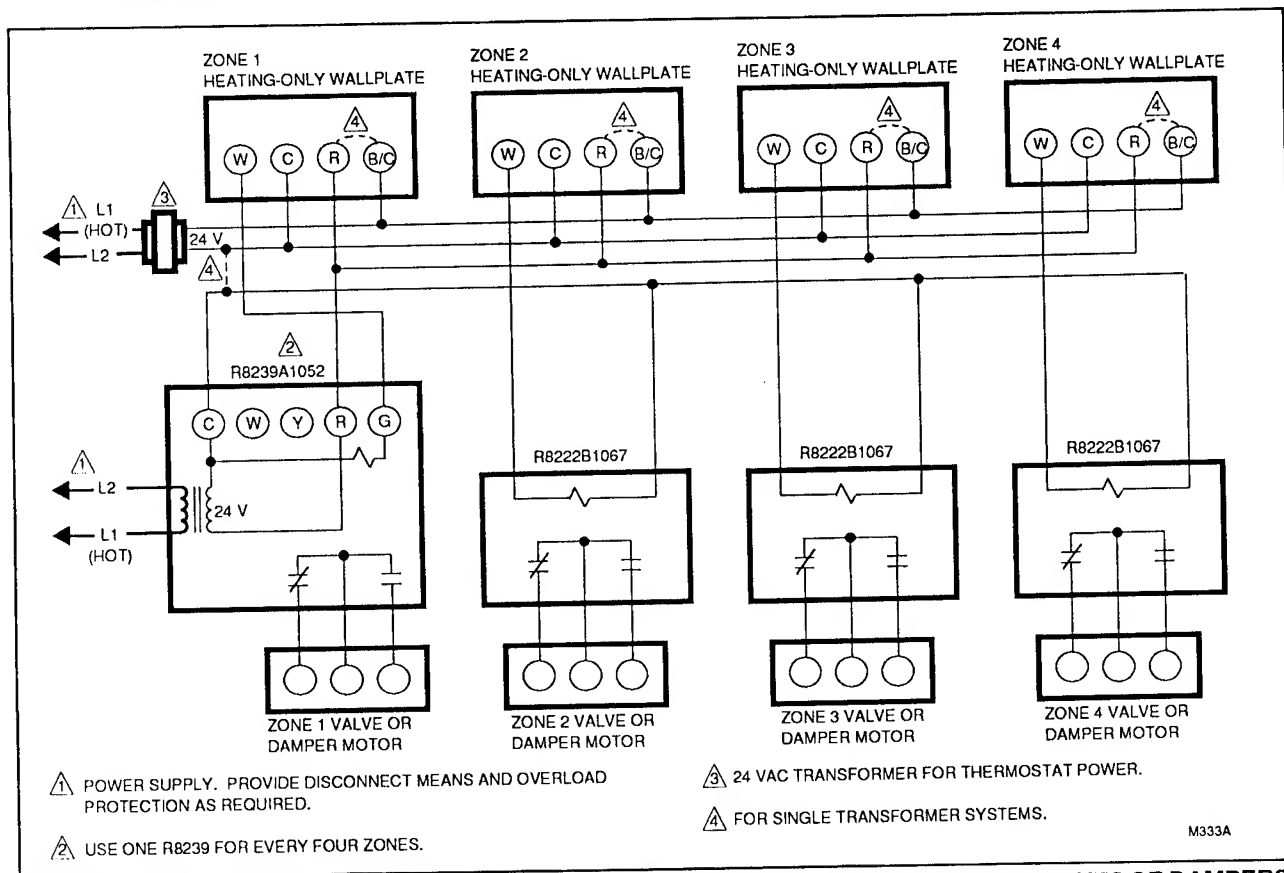 ZONE 1
HEATING-ONLY WALLPLATE
ZONE 2
HEATING-ONLY WALLPLATE
ZONE 3
HEATING-ONLY WALLPLATE
ZONE 4
HEATING-ONLY WALLPLATE
4
W C R B/C
4
W C R B/C
4
W C R B/C
4
W C R B/C
1 L1
(HOT)
L2
3
24 V
4
2
R8239A1052
C W Y R G
1
L2
L1
(HOT)
24 V
R8222B1067
R8222B1067
R8222B1067
ZONE 1 VALVE OR
DAMPER MOTOR
ZONE 2 VALVE OR
DAMPER MOTOR
ZONE 3 VALVE OR
DAMPER MOTOR
ZONE 4 VALVE OR
DAMPER MOTOR
1 POWER SUPPLY. PROVIDE DISCONNECT MEANS AND OVERLOAD
PROTECTION AS REQUIRED.
2 USE ONE R8239 FOR EVERY FOUR ZONES.
3 24 VAC TRANSFORMER FOR THERMOSTAT POWER.
4 FOR SINGLE TRANSFORMER SYSTEMS.
M333A